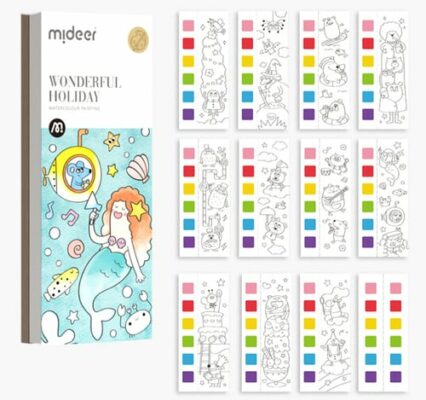 mideer
WONDERFUL
HOLIDAY
WATERCOLOUR PAINTING
M